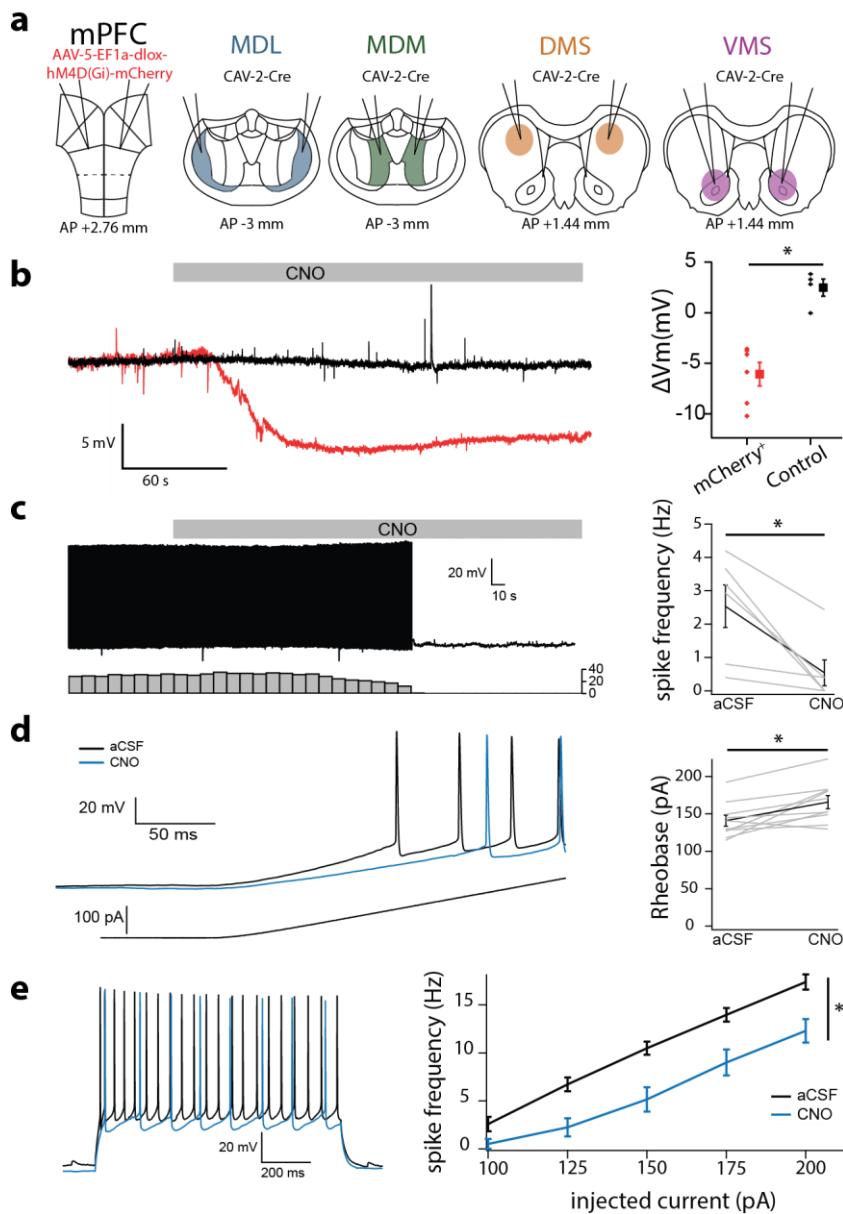 a
mPFC
AAV-5-EF1a-dlox-
hM4D(Gi)-mCherry
AP +2.76 mm
MDL
CAV-2-Cre
AP -3 mm
MDM
CAV-2-Cre
AP -3 mm
DMS
CAV-2-Cre
AP +1.44 mm
VMS
CAV-2-Cre
AP +1.44 mm
b
CNO
5 mV
60 s
*
ΔVm(mV)
5
0
-5
-10
mCherry+
Control
c
CNO
20 mV
10 s
40
20
0
*
spike frequency (Hz)
5
4
3
2
1
0
aCSF
CNO
d
aCSF
CNO
20 mV
50 ms
100 pA
*
Rheobase (pA)
200
150
100
50
0
aCSF
CNO
e
20 mV
200 ms
spike frequency (Hz)
15
10
5
0
*
aCSF
CNO
100
125
150
175
200
injected current (pA)